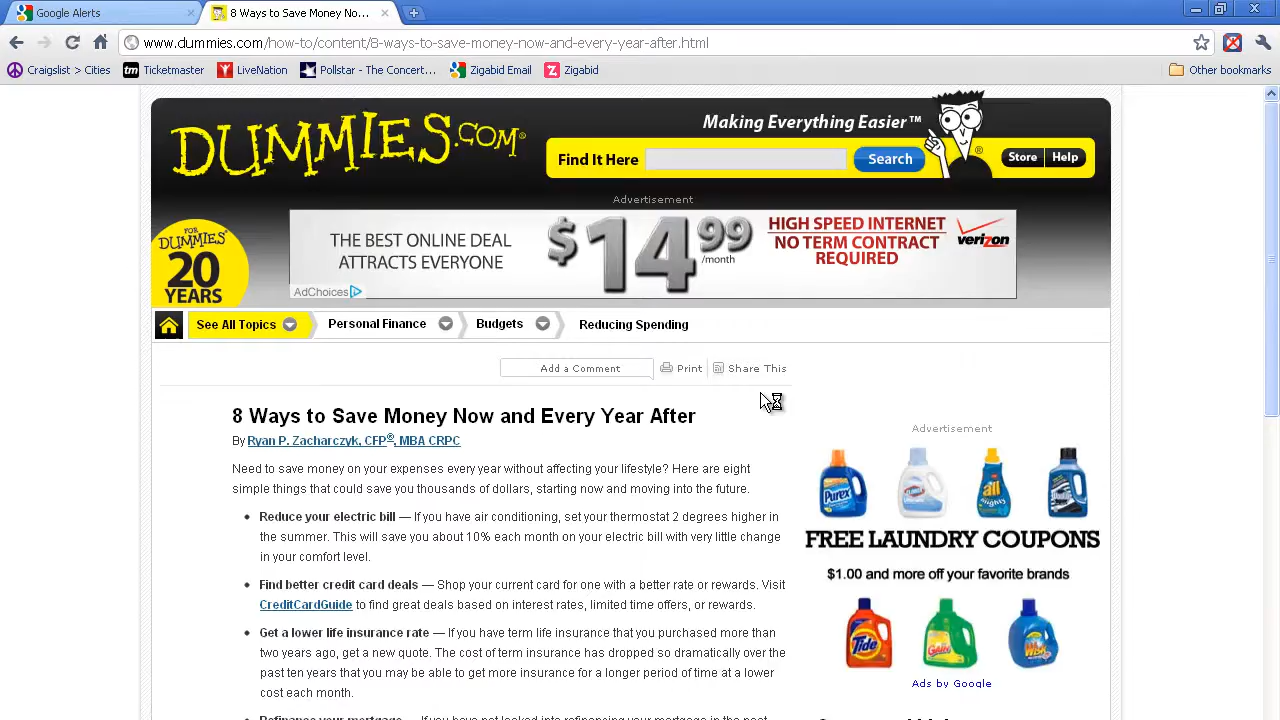 Google Alerts
8 Ways to Save Money No...
www.dummies.com/how-to/content/8-ways-to-save-money-now-and-every-year-after.html
Craigslist > Cities
tm Ticketmaster
LiveNation
Pollstar - The Concert...
Zigabid Email
Z Zigabid
Other bookmarks
DUMMIES.COM®
Making Everything Easier™
Find It Here
Search
®
Store
Help
Advertisement
FOR DUMMIES
20
YEARS
THE BEST ONLINE DEAL
ATTRACTS EVERYONE
$14.99
/month
HIGH SPEED INTERNET
NO TERM CONTRACT
REQUIRED
verizon
AdChoices
See All Topics
Personal Finance
Budgets
Reducing Spending
Add a Comment
Print
Share This
8 Ways to Save Money Now and Every Year After
By Ryan P. Zacharczyk, CFP®, MBA CRPC
Need to save money on your expenses every year without affecting your lifestyle? Here are eight
simple things that could save you thousands of dollars, starting now and moving into the future.
Reduce your electric bill — If you have air conditioning, set your thermostat 2 degrees higher in
the summer. This will save you about 10% each month on your electric bill with very little change
in your comfort level.
Find better credit card deals — Shop your current card for one with a better rate or rewards. Visit
CreditCardGuide to find great deals based on interest rates, limited time offers, or rewards.
Get a lower life insurance rate — If you have term life insurance that you purchased more than
two years ago, get a new quote. The cost of term insurance has dropped so dramatically over the
past ten years that you may be able to get more insurance for a longer period of time at a lower
cost each month.
Refinance your mortgage — If you have not looked into refinancing your mortgage in the past
Advertisement
Purex
all
mighty
FREE LAUNDRY COUPONS
$1.00 and more off your favorite brands
Tide
Gain
Wisk
Ads by Google